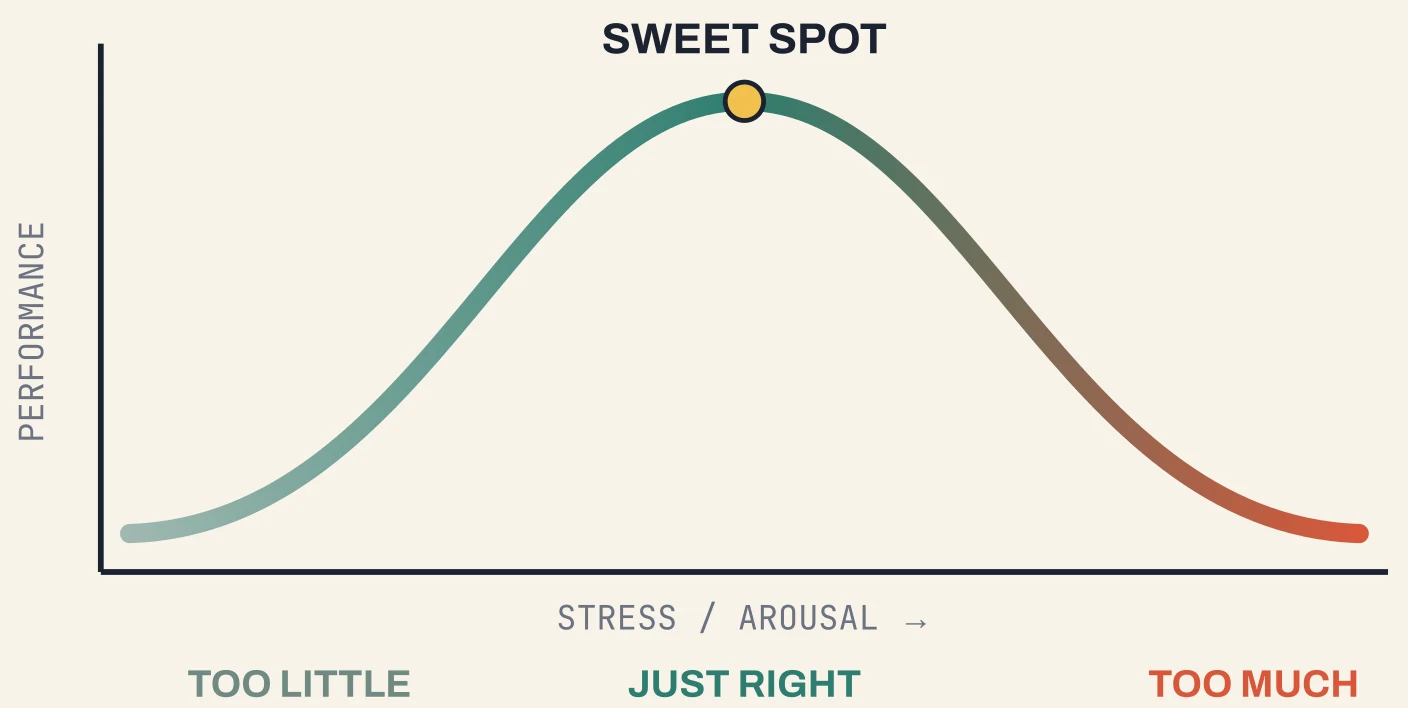 SWEET SPOT
PERFORMANCE
STRESS / AROUSAL →
TOO LITTLE
JUST RIGHT
TOO MUCH